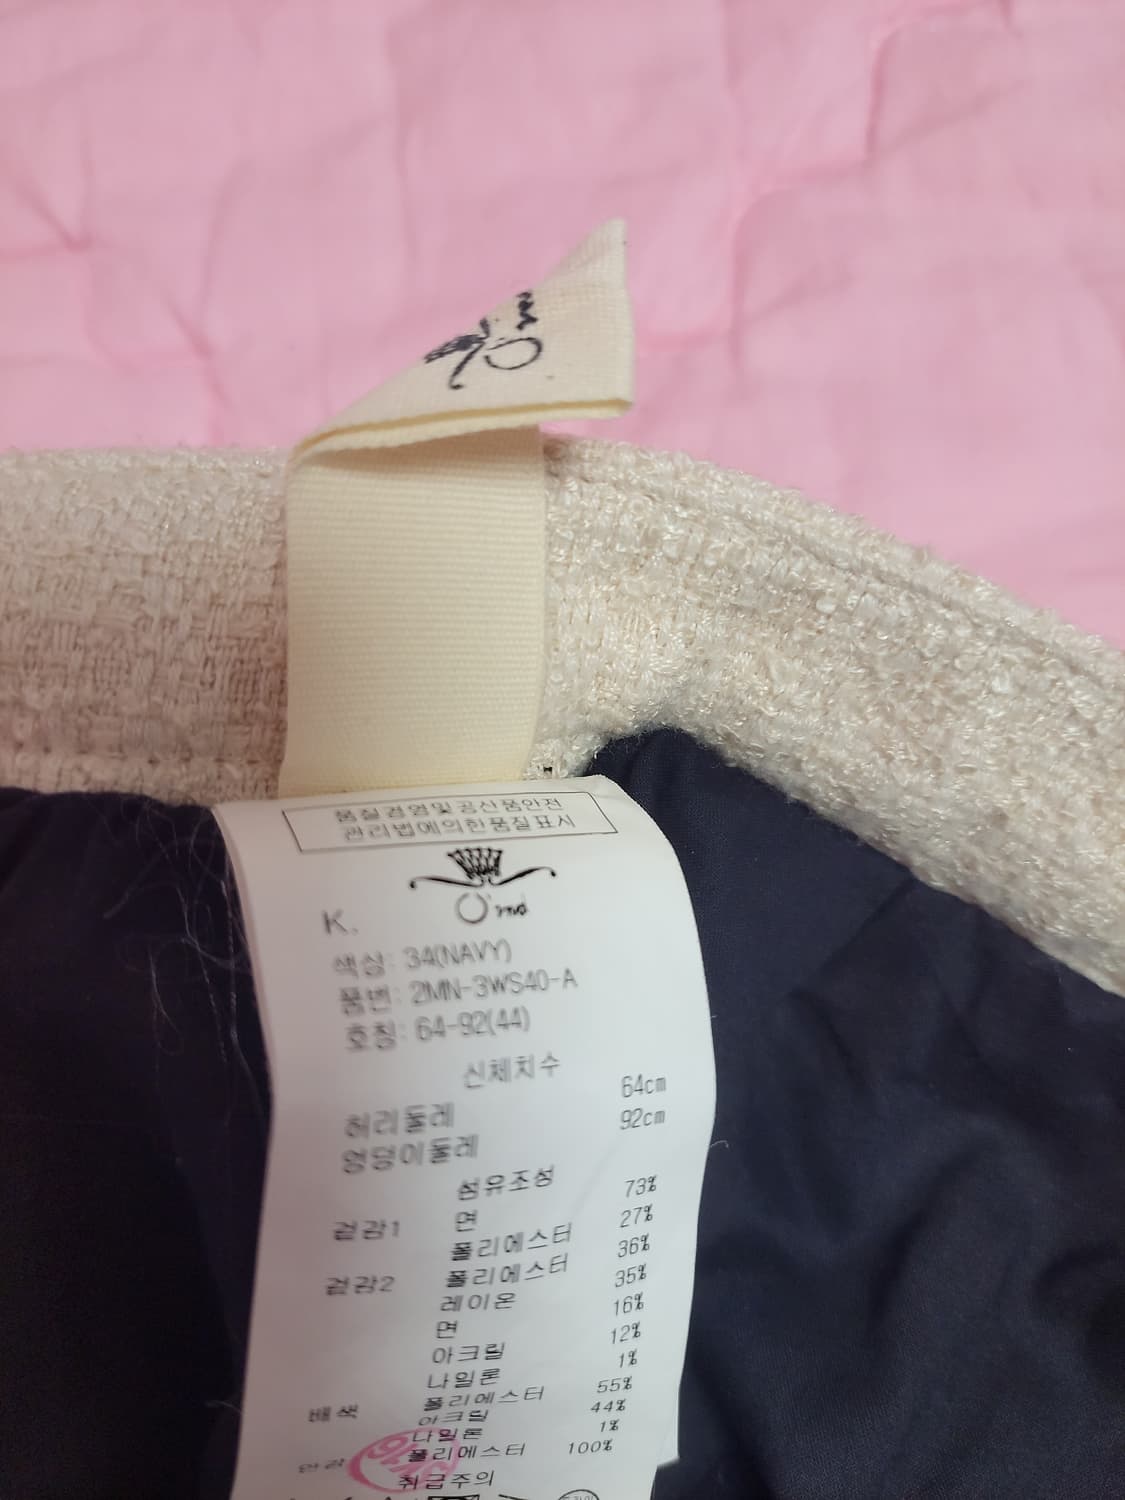 품질경영및공산품안전
관리법에의한품질표시
O'2nd
K.
색상: 34(NAVY)
품번: 2MN-3WS40-A
호칭: 64-92(44)
신체치수
허리둘레 64cm
엉덩이둘레 92cm
섬유조성
겉감1 면 73%
폴리에스터 27%
겉감2 폴리에스터 36%
레이온 35%
면 16%
아크릴 12%
나일론 1%
배색 폴리에스터 55%
아크릴 44%
나일론 1%
안감 폴리에스터 100%
취급주의